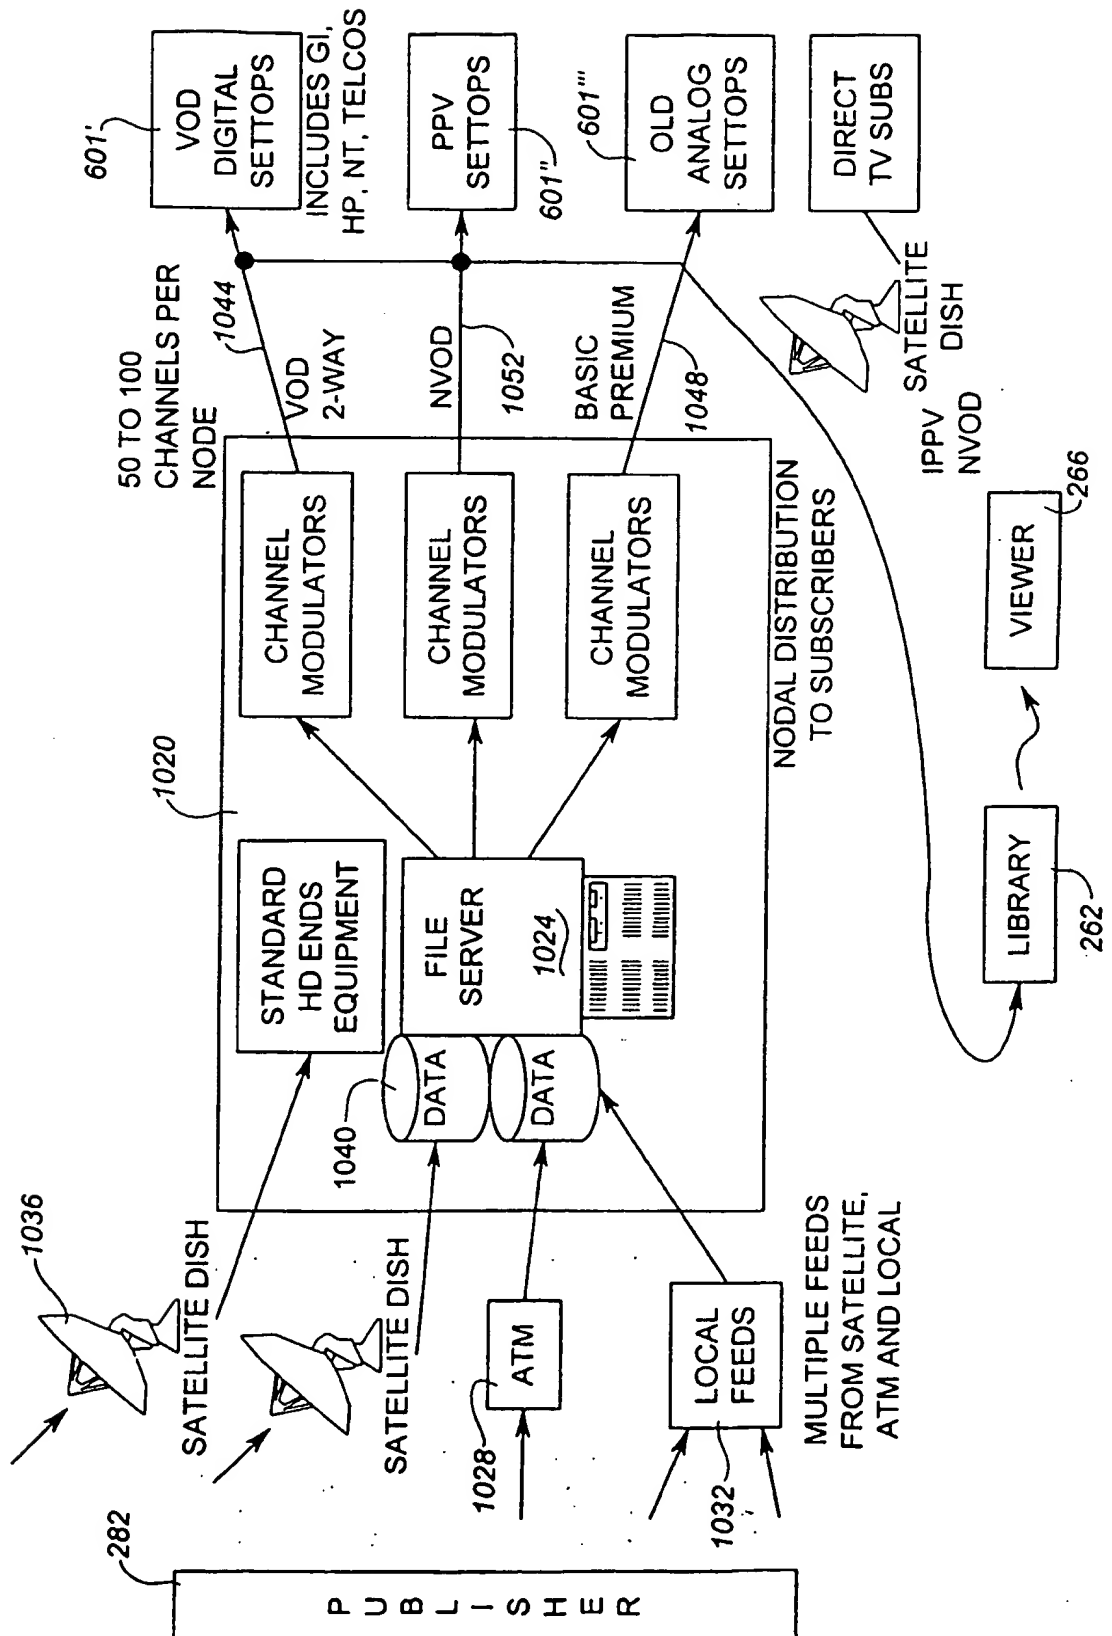 282
PUBLISHER
1036
SATELLITE DISH
SATELLITE DISH
1028
ATM
1032
LOCAL
FEEDS
MULTIPLE FEEDS
FROM SATELLITE,
ATM AND LOCAL
1020
STANDARD
HD ENDS
EQUIPMENT
1040
DATA
DATA
FILE
SERVER
1024
CHANNEL
MODULATORS
CHANNEL
MODULATORS
CHANNEL
MODULATORS
NODAL DISTRIBUTION
TO SUBSCRIBERS
50 TO 100
CHANNELS PER
NODE
1044
VOD
2-WAY
NVOD
1052
BASIC
PREMIUM
1048
601'
VOD
DIGITAL
SETTOPS
INCLUDES GI,
HP, NT, TELCOS
PPV
SETTOPS
601"
601'''
OLD
ANALOG
SETTOPS
DIRECT
TV SUBS
SATELLITE
DISH
IPPV
NVOD
LIBRARY
262
VIEWER
266